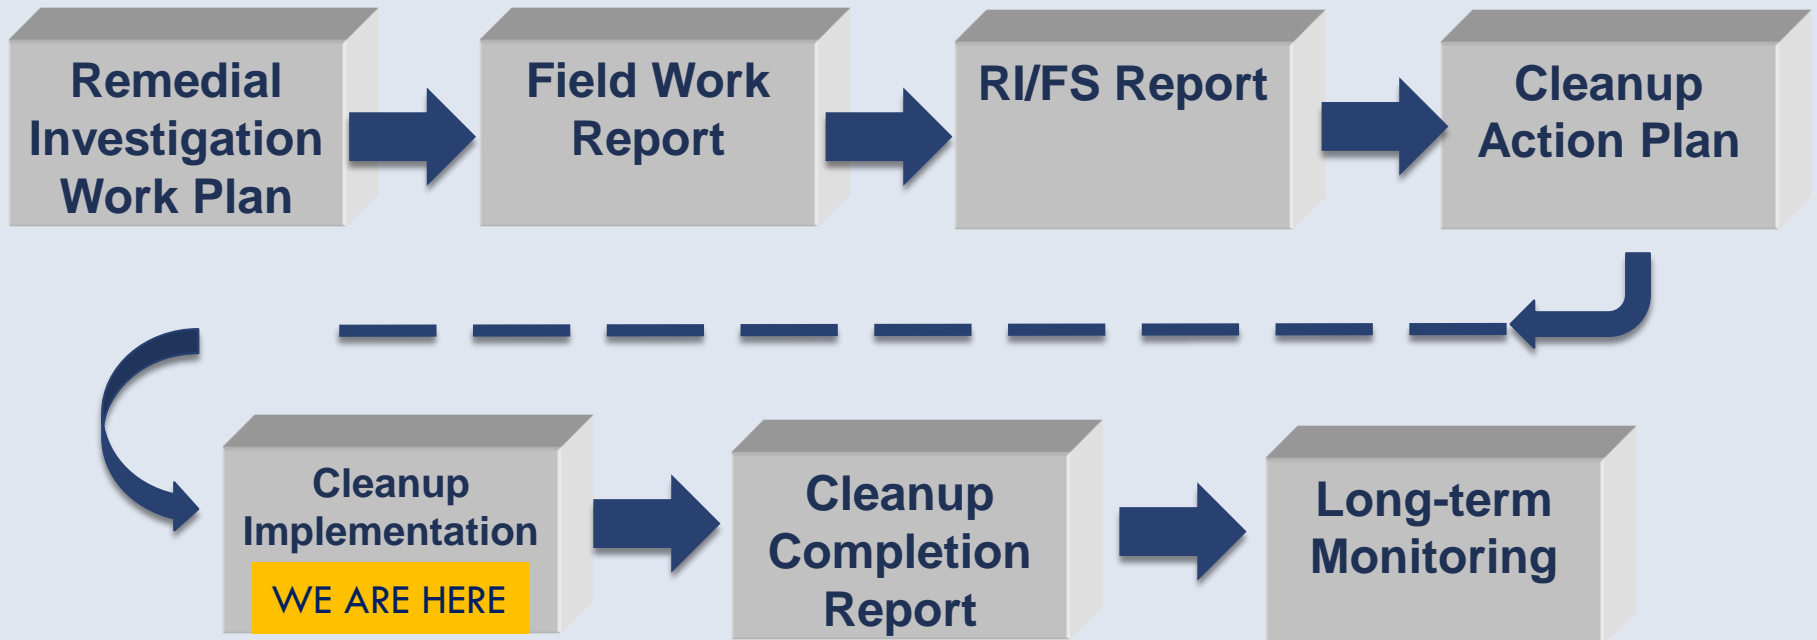 Remedial
Investigation
Work Plan
Field Work
Report
RI/FS Report
Cleanup
Action Plan
Cleanup
Implementation
WE ARE HERE
Cleanup
Completion
Report
Long-term
Monitoring